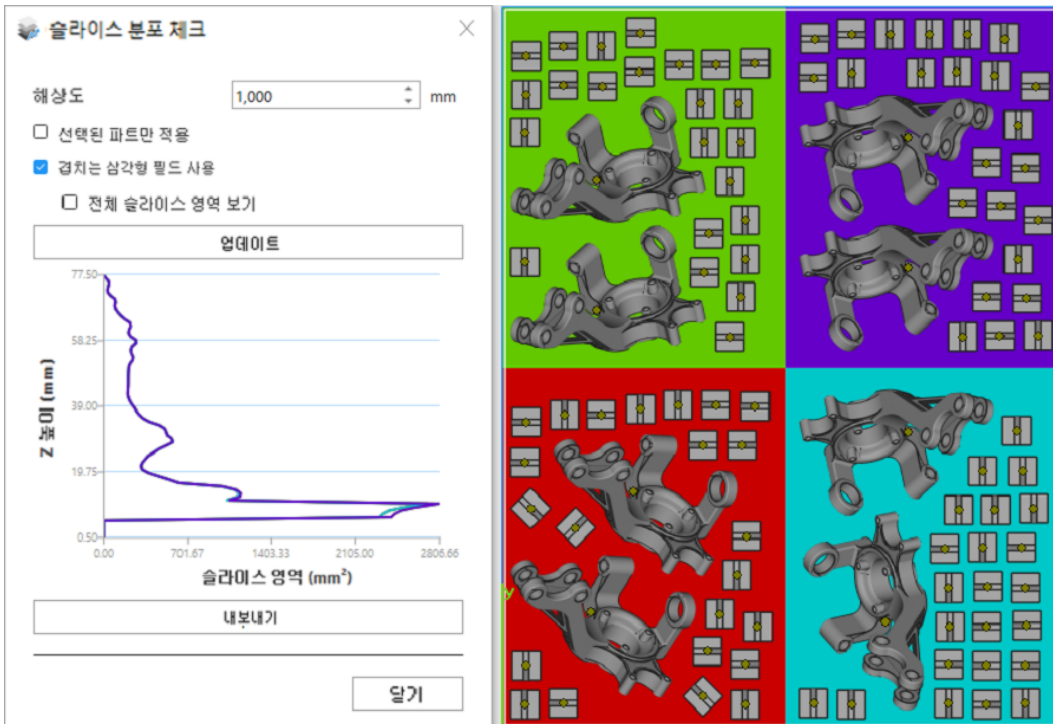 슬라이스 분포 체크
해상도 1,000 mm
선택된 파트만 적용
겹치는 삼각형 필드 사용
전체 슬라이스 영역 보기
업데이트
77.50
58.25
39.00
19.75
0.50
Z 높이 (mm)
0.00 701.67 1403.33 2105.00 2806.66
슬라이스 영역 (mm²)
내보내기
닫기
y